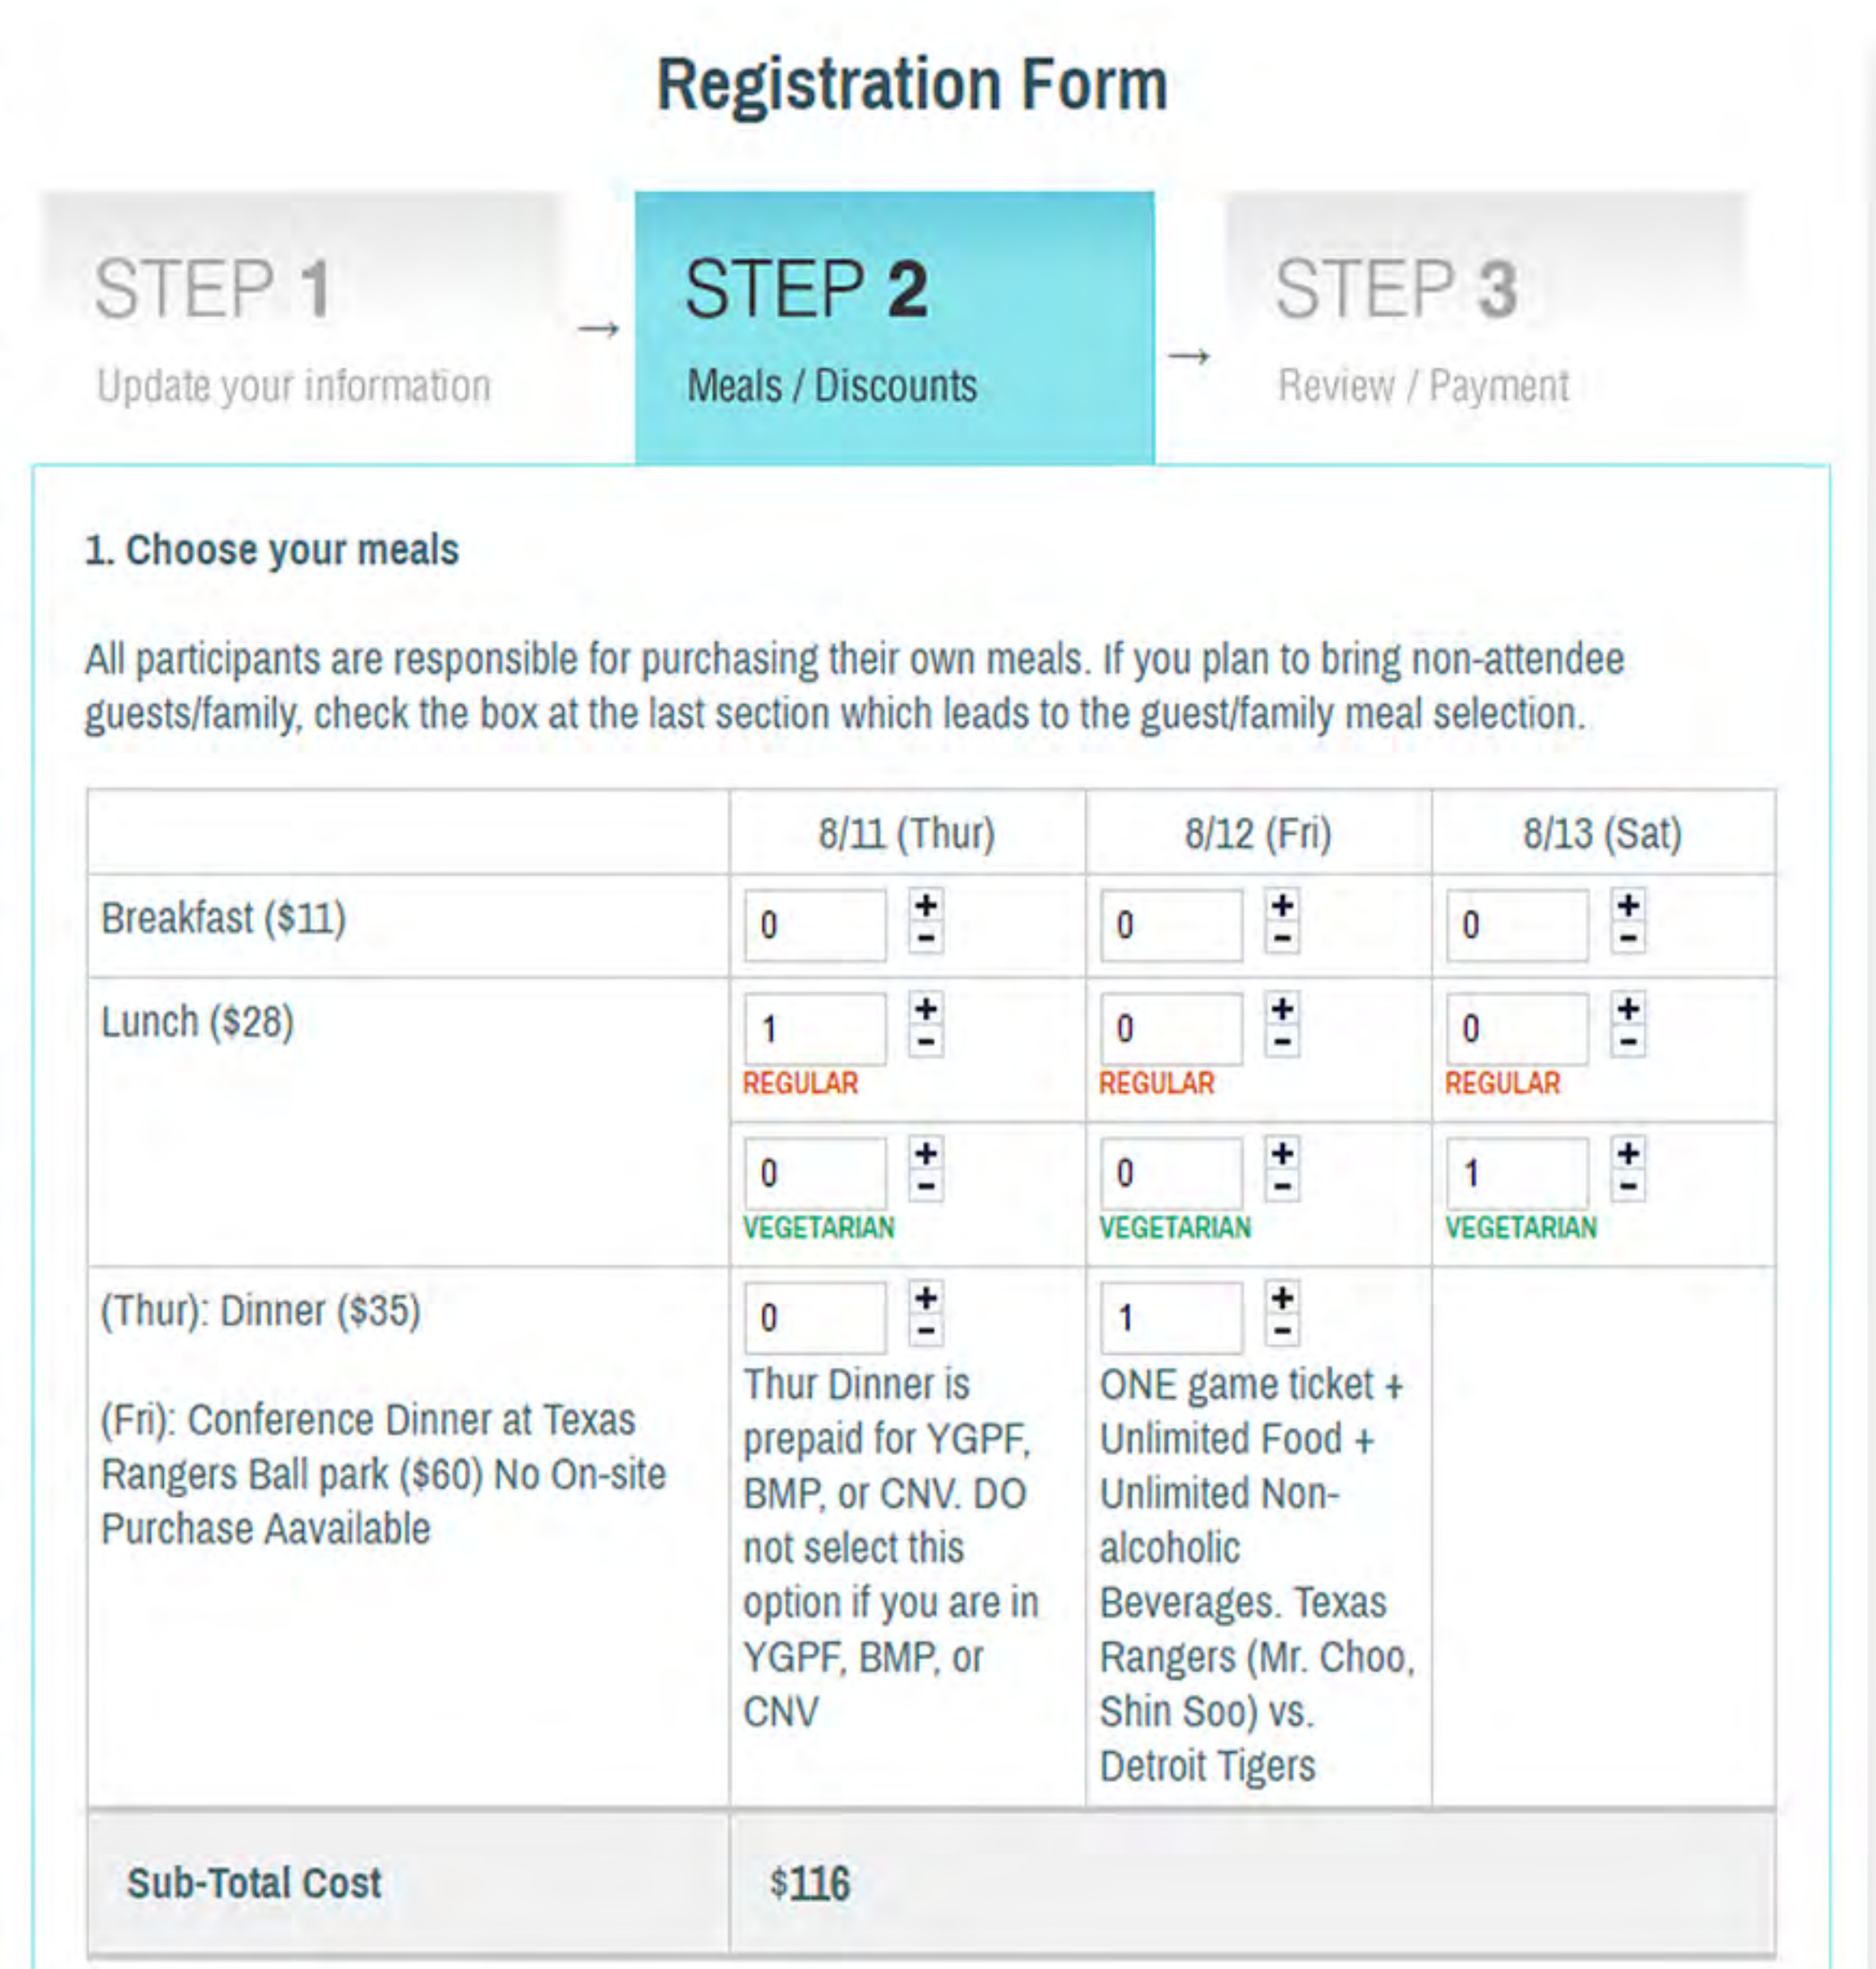 Registration Form
STEP 1
Update your information
→
STEP 2
Meals / Discounts
→
STEP 3
Review / Payment
1. Choose your meals
All participants are responsible for purchasing their own meals. If you plan to bring non-attendee
guests/family, check the box at the last section which leads to the guest/family meal selection.
8/11 (Thur) 8/12 (Fri) 8/13 (Sat)
Breakfast ($11) 0 + - 0 + - 0 + -
Lunch ($28) 1 + - 0 + - 0 + -
REGULAR REGULAR REGULAR
0 + - 0 + - 1 + -
VEGETARIAN VEGETARIAN VEGETARIAN
(Thur): Dinner ($35)
(Fri): Conference Dinner at Texas
Rangers Ball park ($60) No On-site
Purchase Aavailable
0 + -
Thur Dinner is
prepaid for YGPF,
BMP, or CNV. DO
not select this
option if you are in
YGPF, BMP, or
CNV
1 + -
ONE game ticket +
Unlimited Food +
Unlimited Non-
alcoholic
Beverages. Texas
Rangers (Mr. Choo,
Shin Soo) vs.
Detroit Tigers
Sub-Total Cost $116